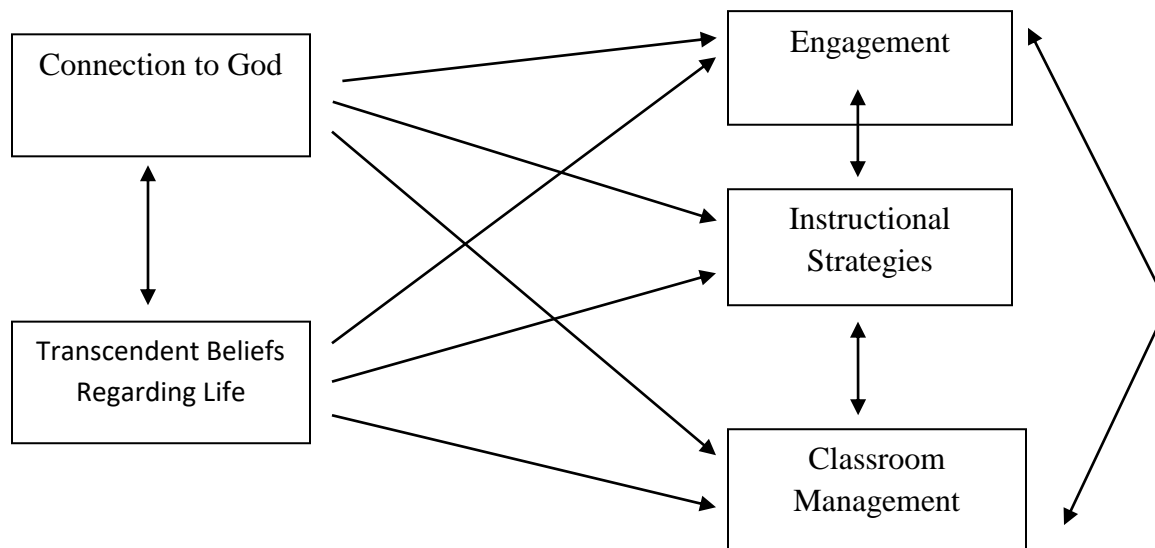 Connection to God
Transcendent Beliefs
Regarding Life
Engagement
Instructional
Strategies
Classroom
Management